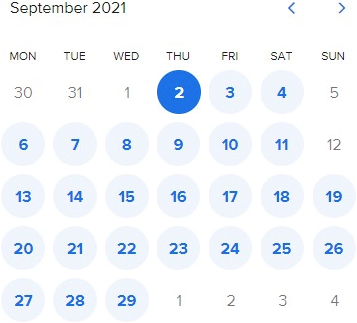 September 2021
MON TUE WED THU FRI SAT SUN
30 31 1 2 3 4 5
6 7 8 9 10 11 12
13 14 15 16 17 18 19
20 21 22 23 24 25 26
27 28 29 1 2 3 4